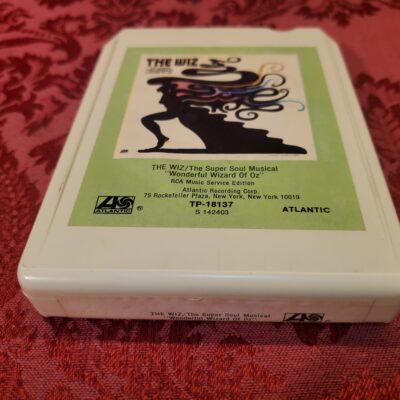 THE WIZ
THE WIZ/The Super Soul Musical
"Wonderful Wizard Of Oz"
RCA Music Service Edition
Atlantic Recording Corp.
75 Rockefeller Plaza, New York, New York 10019
TP-18137
S 142403
ATLANTIC
ATLANTIC
®
THE WIZ/The Super Soul Musical
"Wonderful Wizard Of Oz"